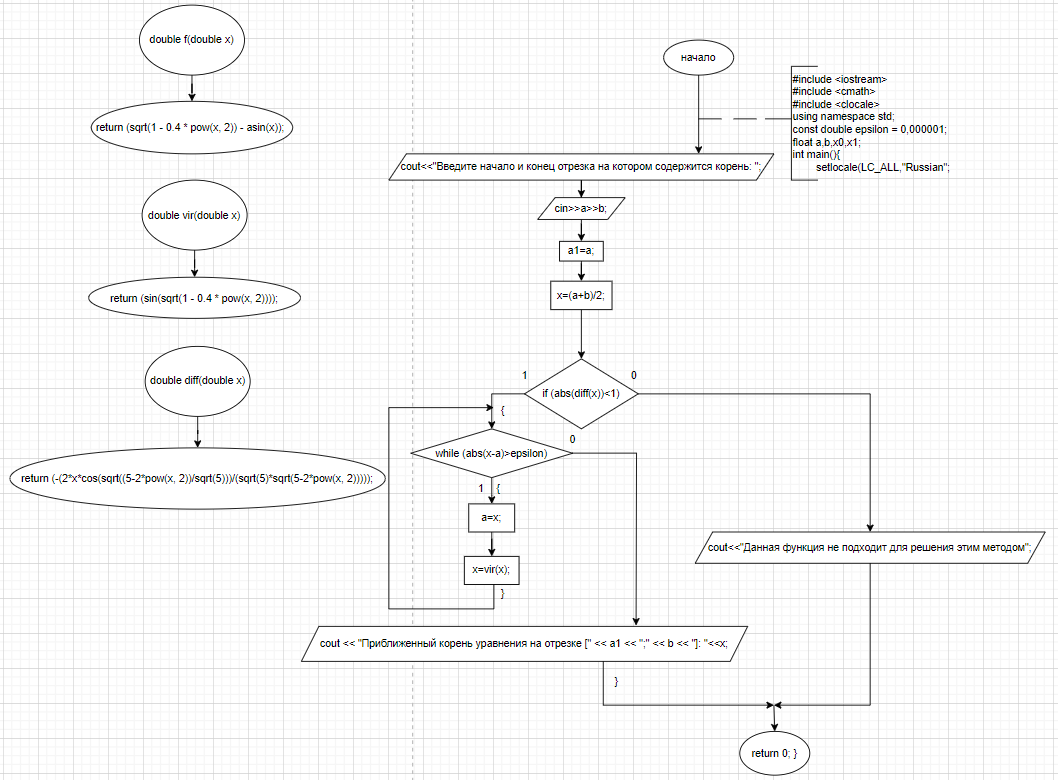 double f(double x)
return (sqrt(1 - 0.4 * pow(x, 2)) - asin(x));
double vir(double x)
return (sin(sqrt(1 - 0.4 * pow(x, 2))));
double diff(double x)
return (-(2*x*cos(sqrt((5-2*pow(x, 2))/sqrt(5)))/(sqrt(5)*sqrt(5-2*pow(x, 2)))));
начало
#include <iostream>
#include <cmath>
#include <clocale>
using namespace std;
const double epsilon = 0,000001;
float a,b,x0,x1;
int main(){
setlocale(LC_ALL,"Russian";
cout<<"Введите начало и конец отрезка на котором содержится корень: ";
cin>>a>>b;
a1=a;
x=(a+b)/2;
1
0
if (abs(diff(x))<1)
{
0
while (abs(x-a)>epsilon)
1 {
a=x;
x=vir(x);
}
cout<<"Данная функция не подходит для решения этим методом";
cout << "Приближенный корень уравнения на отрезке [" << a1 << ";" << b << "]: "<<x;
}
return 0; }